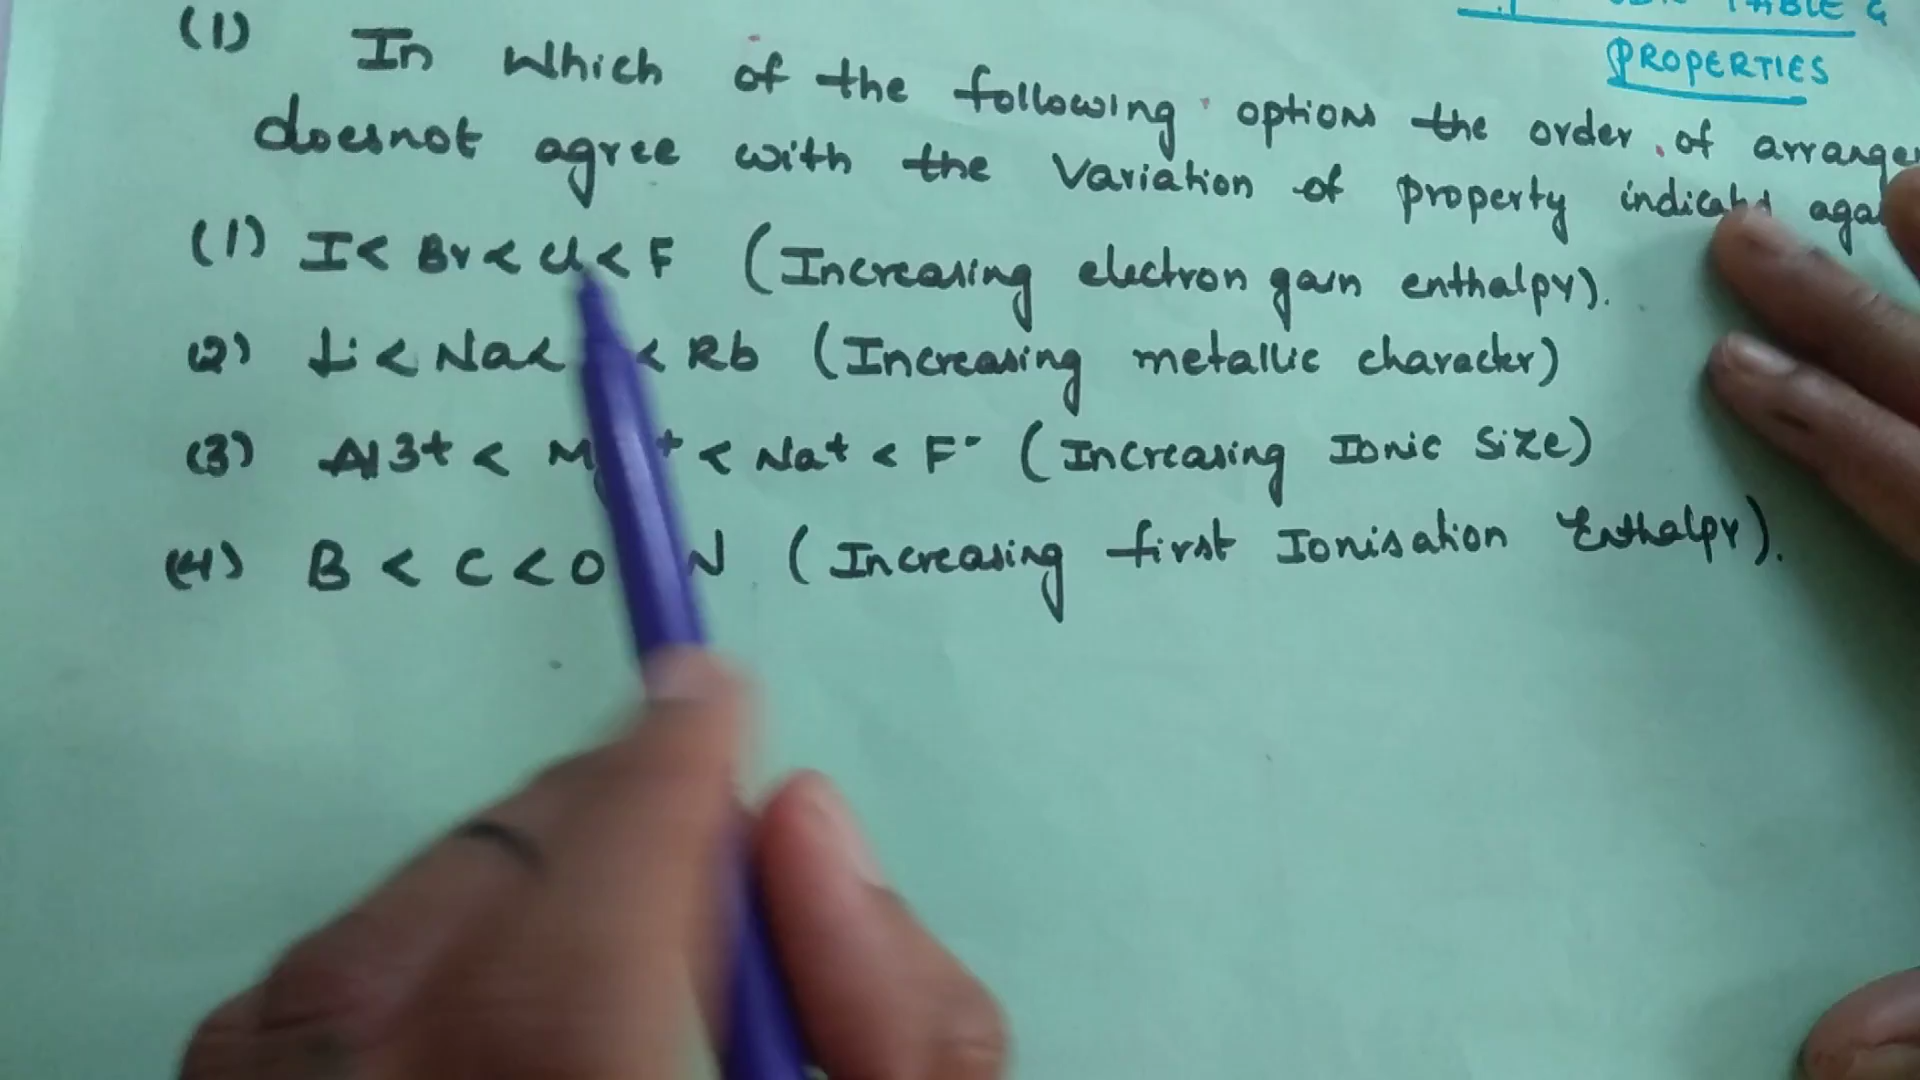 TABLE &
PROPERTIES
(1) In which of the following options the order of
doesnot agree with the variation of property
(1) I < Br < Cl < F (Increasing electron gain enthalpy).
(2) Li < Na < < Rb (Increasing metallic character)
(3) Al3+ < M + < Na+ < F- (Increasing Ionic Size)
(4) B < C < O N (Increasing first Ionisation Enthalpy).